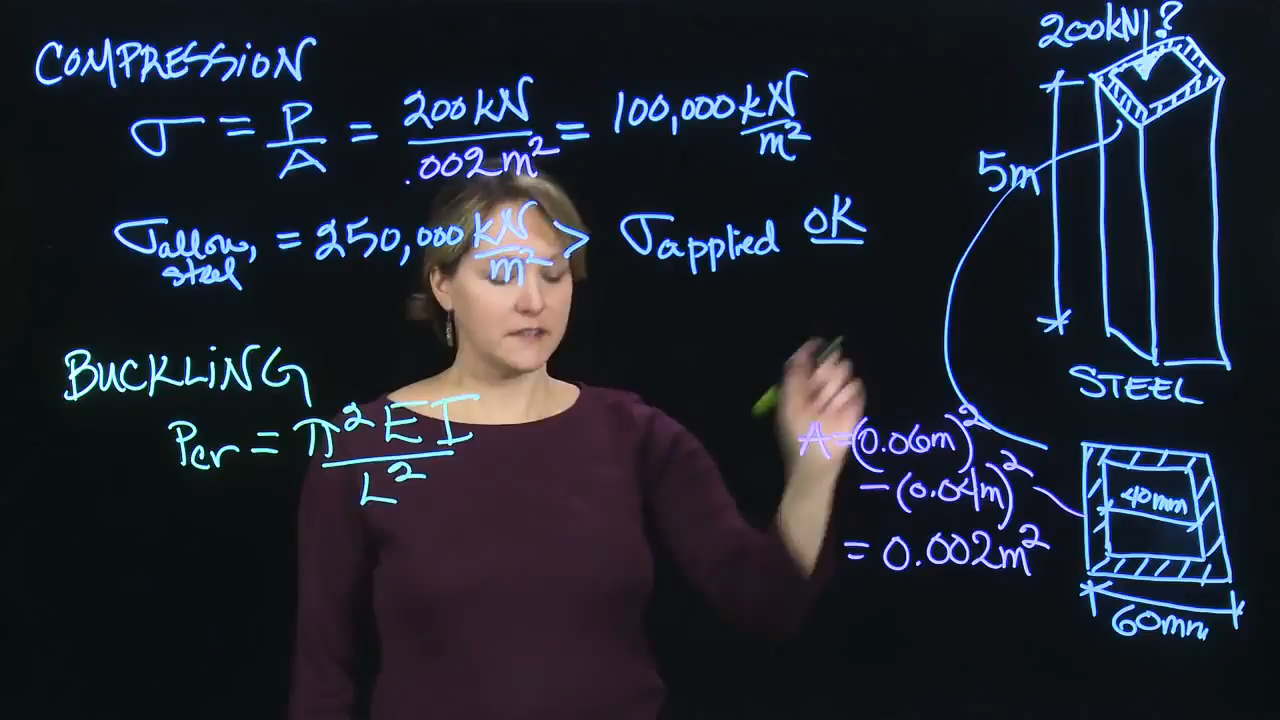 COMPRESSION
σ = P/A = 200kN/.002m² = 100,000 kN/m²
σallow, steel = 250,000 kN/m² > σapplied OK
BUCKLING
Pcr = π²EI/L²
200kN ?
5m
STEEL
A=(0.06m)²
-(0.04m)²
= 0.002m²
40mm
60mm